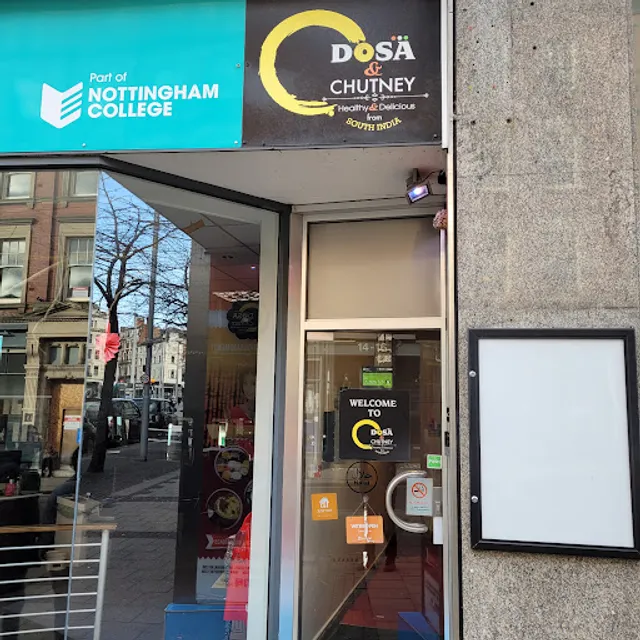 Part of
NOTTINGHAM
COLLEGE
DOSA
&
CHUTNEY
Healthy & Delicious
from
SOUTH INDIA
WELCOME
TO
DOSA
&
CHUTNEY